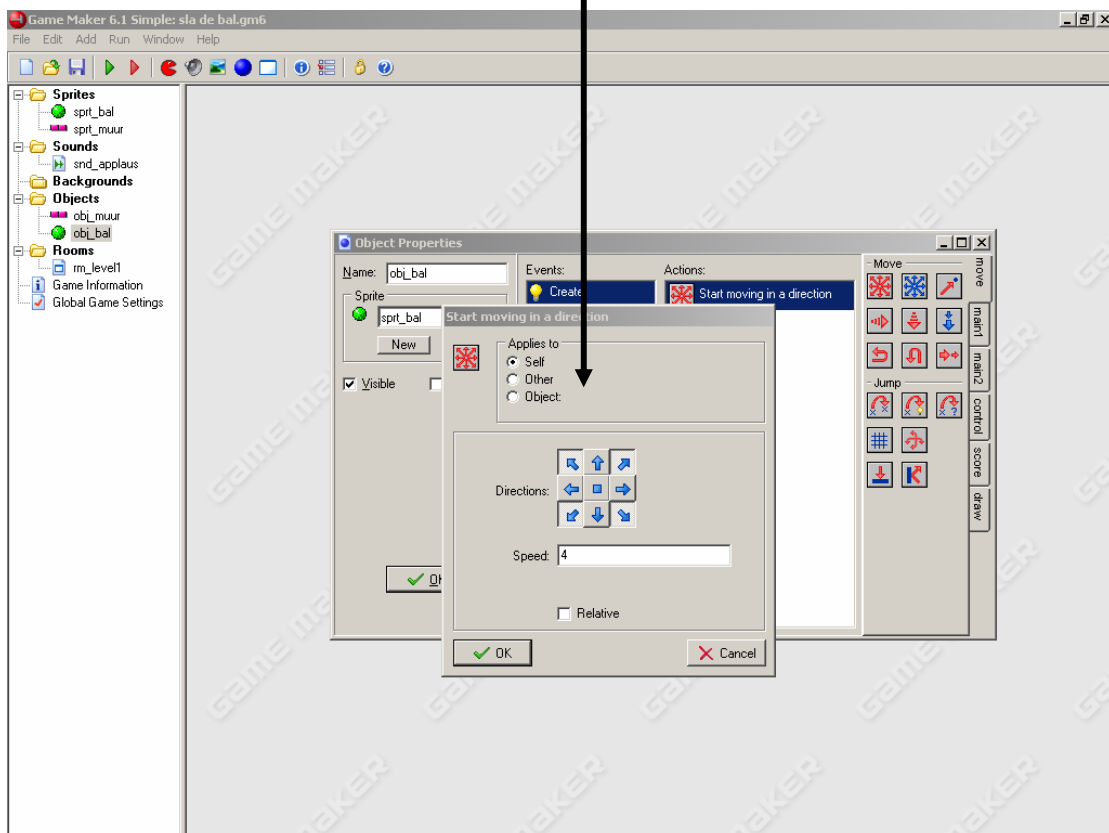 Game Maker 6.1 Simple: sla de bal.gm6
File Edit Add Run Window Help
Sprites
sprt_bal
sprt_muur
Sounds
snd_applaus
Backgrounds
Objects
obj_muur
obj_bal
Rooms
rm_level1
Game Information
Global Game Settings
Object Properties
Name: obj_bal
Sprite
sprt_bal
New
Visible
Events:
Create
Actions:
Start moving in a direction
Move
Jump
move
main1
main2
control
score
draw
Start moving in a direction
Applies to
Self
Other
Object:
Directions:
Speed: 4
Relative
OK
Cancel
GAME MAKER